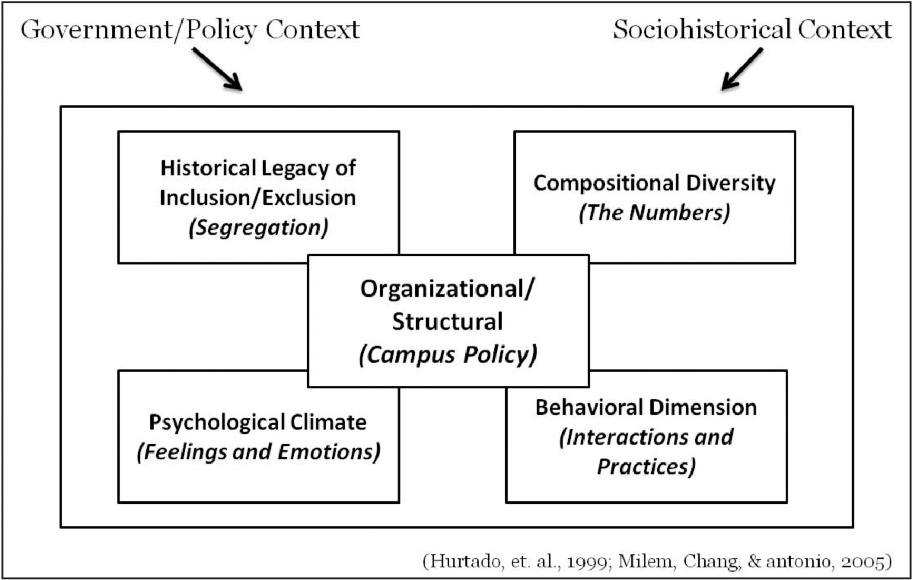 Government/Policy Context
Sociohistorical Context
Historical Legacy of
Inclusion/Exclusion
(Segregation)
Compositional Diversity
(The Numbers)
Organizational/
Structural
(Campus Policy)
Psychological Climate
(Feelings and Emotions)
Behavioral Dimension
(Interactions and
Practices)
(Hurtado, et. al., 1999; Milem, Chang, & antonio, 2005)